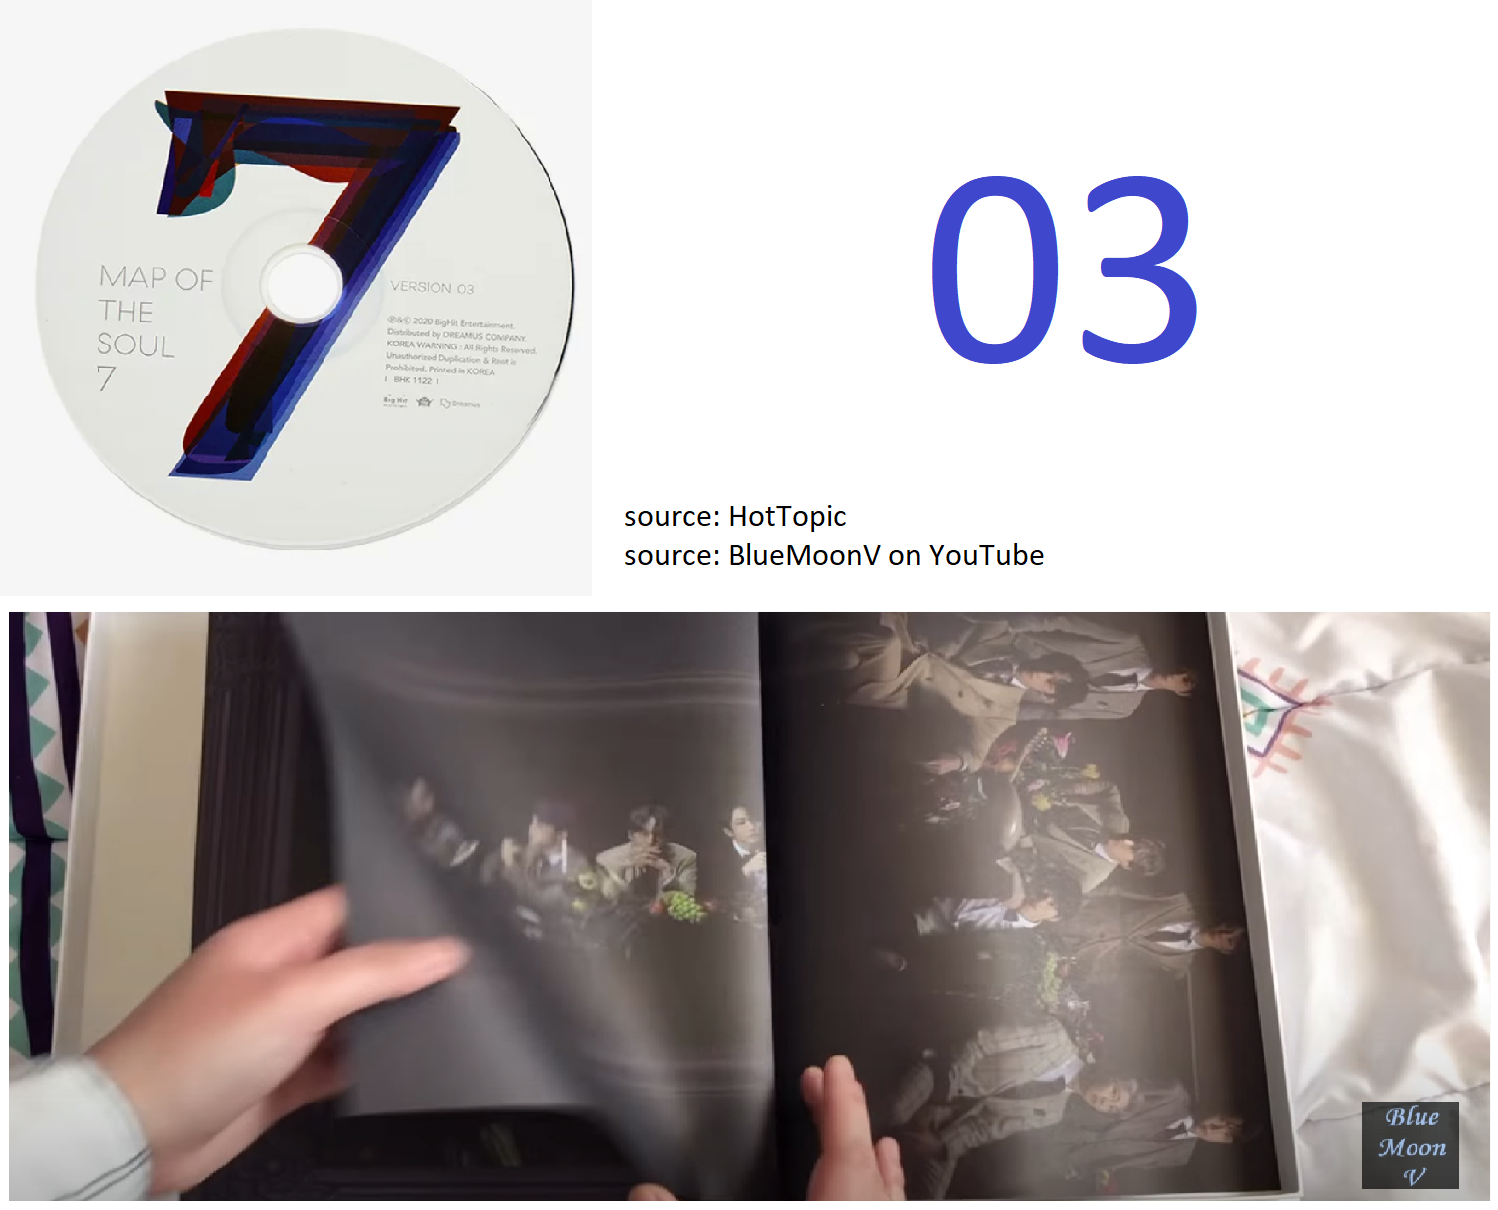 MAP OF
THE
SOUL
7
VERSION 03
℗&© 2020 BigHit Entertainment.
Distributed by DREAMUS COMPANY.
KOREA WARNING : All Rights Reserved.
Unauthorized Duplication & Rent is
Prohibited. Printed in KOREA
| BHK 1122 |
Big Hit
Dreamus
03
source: HotTopic
source: BlueMoonV on YouTube
Blue
Moon
V